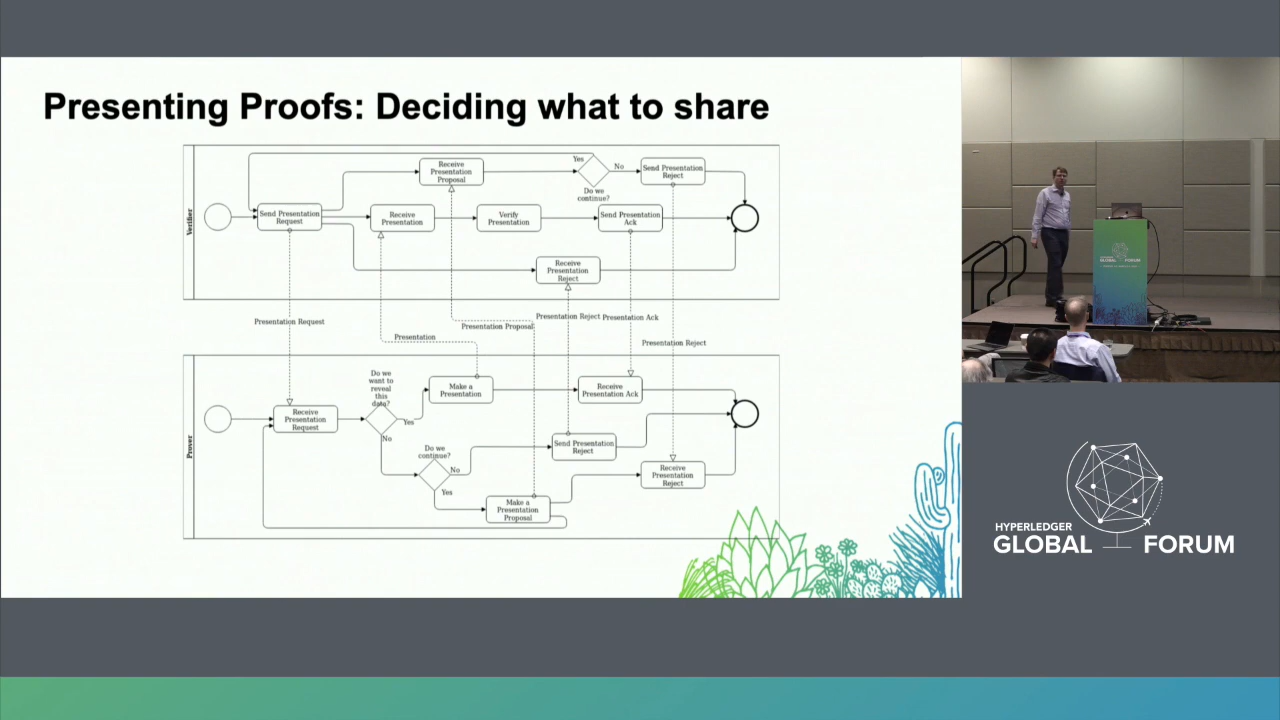 Presenting Proofs: Deciding what to share
Verifier
Send Presentation
Request
Receive
Presentation
Proposal
Yes
No
Do we
continue?
Send Presentation
Reject
Receive
Presentation
Verify
Presentation
Send Presentation
Ack
Receive
Presentation
Reject
Presentation Request
Presentation
Presentation Proposal
Presentation Reject
Presentation Ack
Presentation Reject
Prover
Receive
Presentation
Request
Do we
want to
reveal
this
data?
Yes
No
Make a
Presentation
Receive
Presentation Ack
Do we
continue?
No
Yes
Send Presentation
Reject
Receive
Presentation
Reject
Make a
Presentation
Proposal
HYPERLEDGER
GLOBAL FORUM
HYPERLEDGER
GLOBAL
FORUM